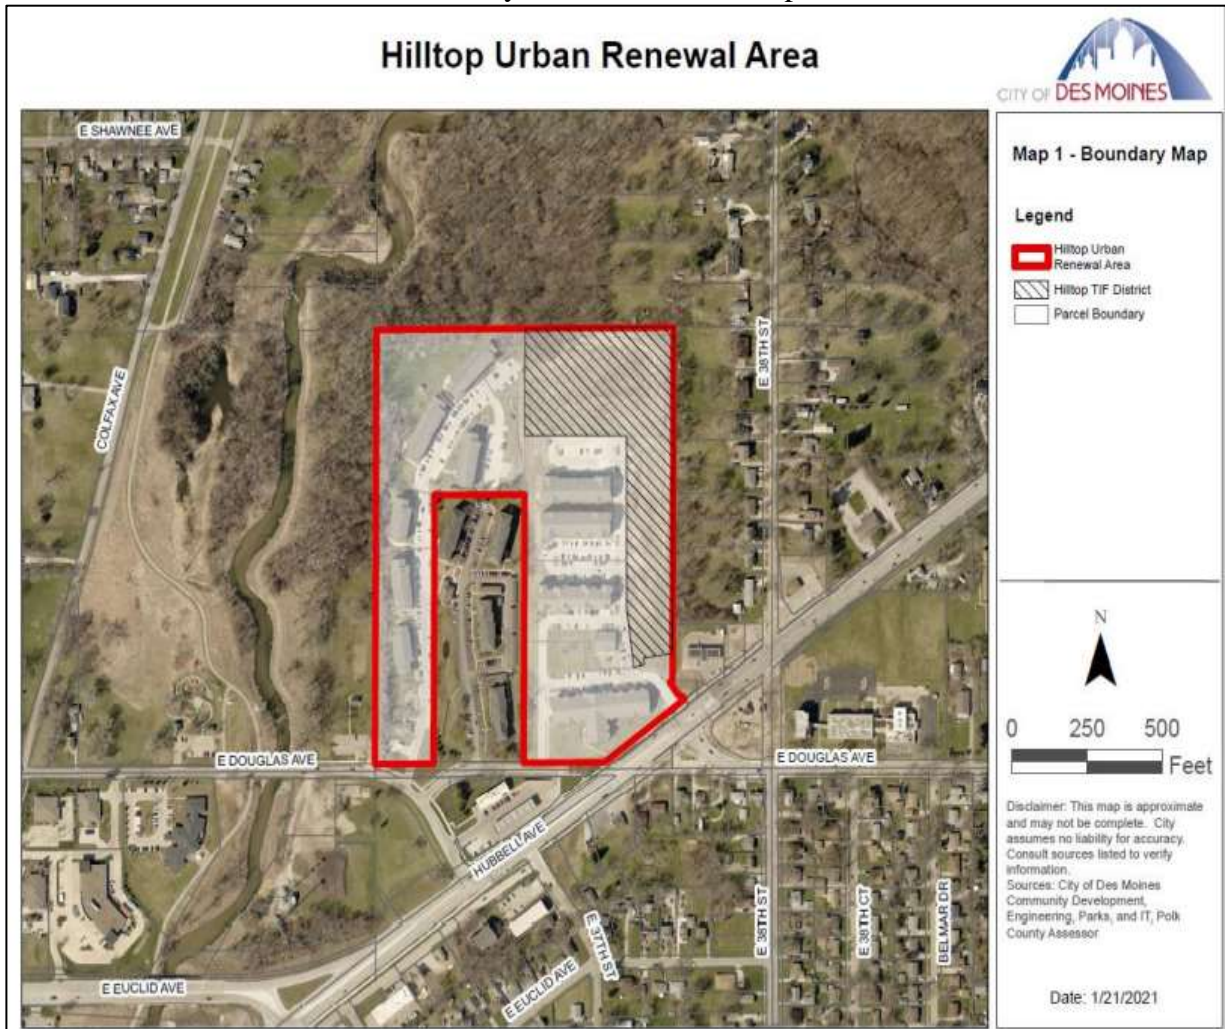 Hilltop Urban Renewal Area
CITY OF DES MOINES
Map 1 - Boundary Map
Legend
Hilltop Urban
Renewal Area
Hilltop TIF District
Parcel Boundary
E SHAWNEE AVE
COLFAX AVE
E 38TH ST
E DOUGLAS AVE
E DOUGLAS AVE
HUBBELL AVE
E 37TH ST
E 38TH ST
E 38TH CT
BELMAR DR
E EUCLID AVE
E EUCLID AVE
N
0 250 500
Feet
Disclaimer: This map is approximate
and may not be complete. City
assumes no liability for accuracy.
Consult sources listed to verify
information.
Sources: City of Des Moines
Community Development,
Engineering, Parks, and IT, Polk
County Assessor
Date: 1/21/2021